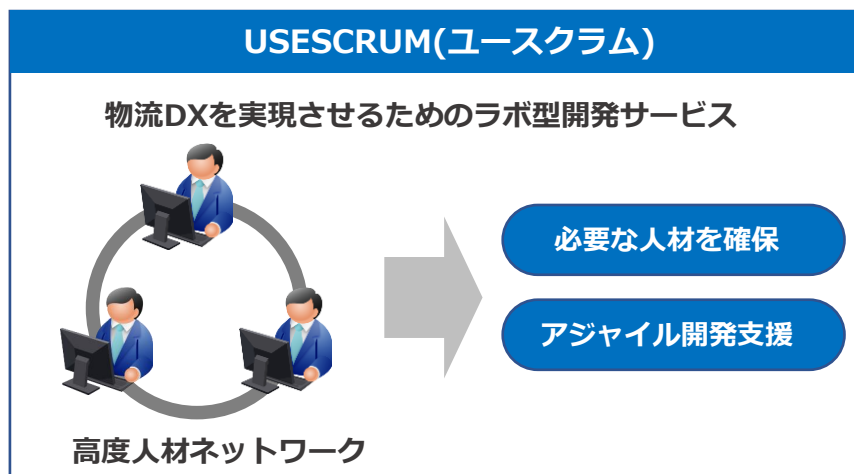 USESCRUM(ユースクラム)
物流DXを実現させるためのラボ型開発サービス
必要な人材を確保
アジャイル開発支援
高度人材ネットワーク